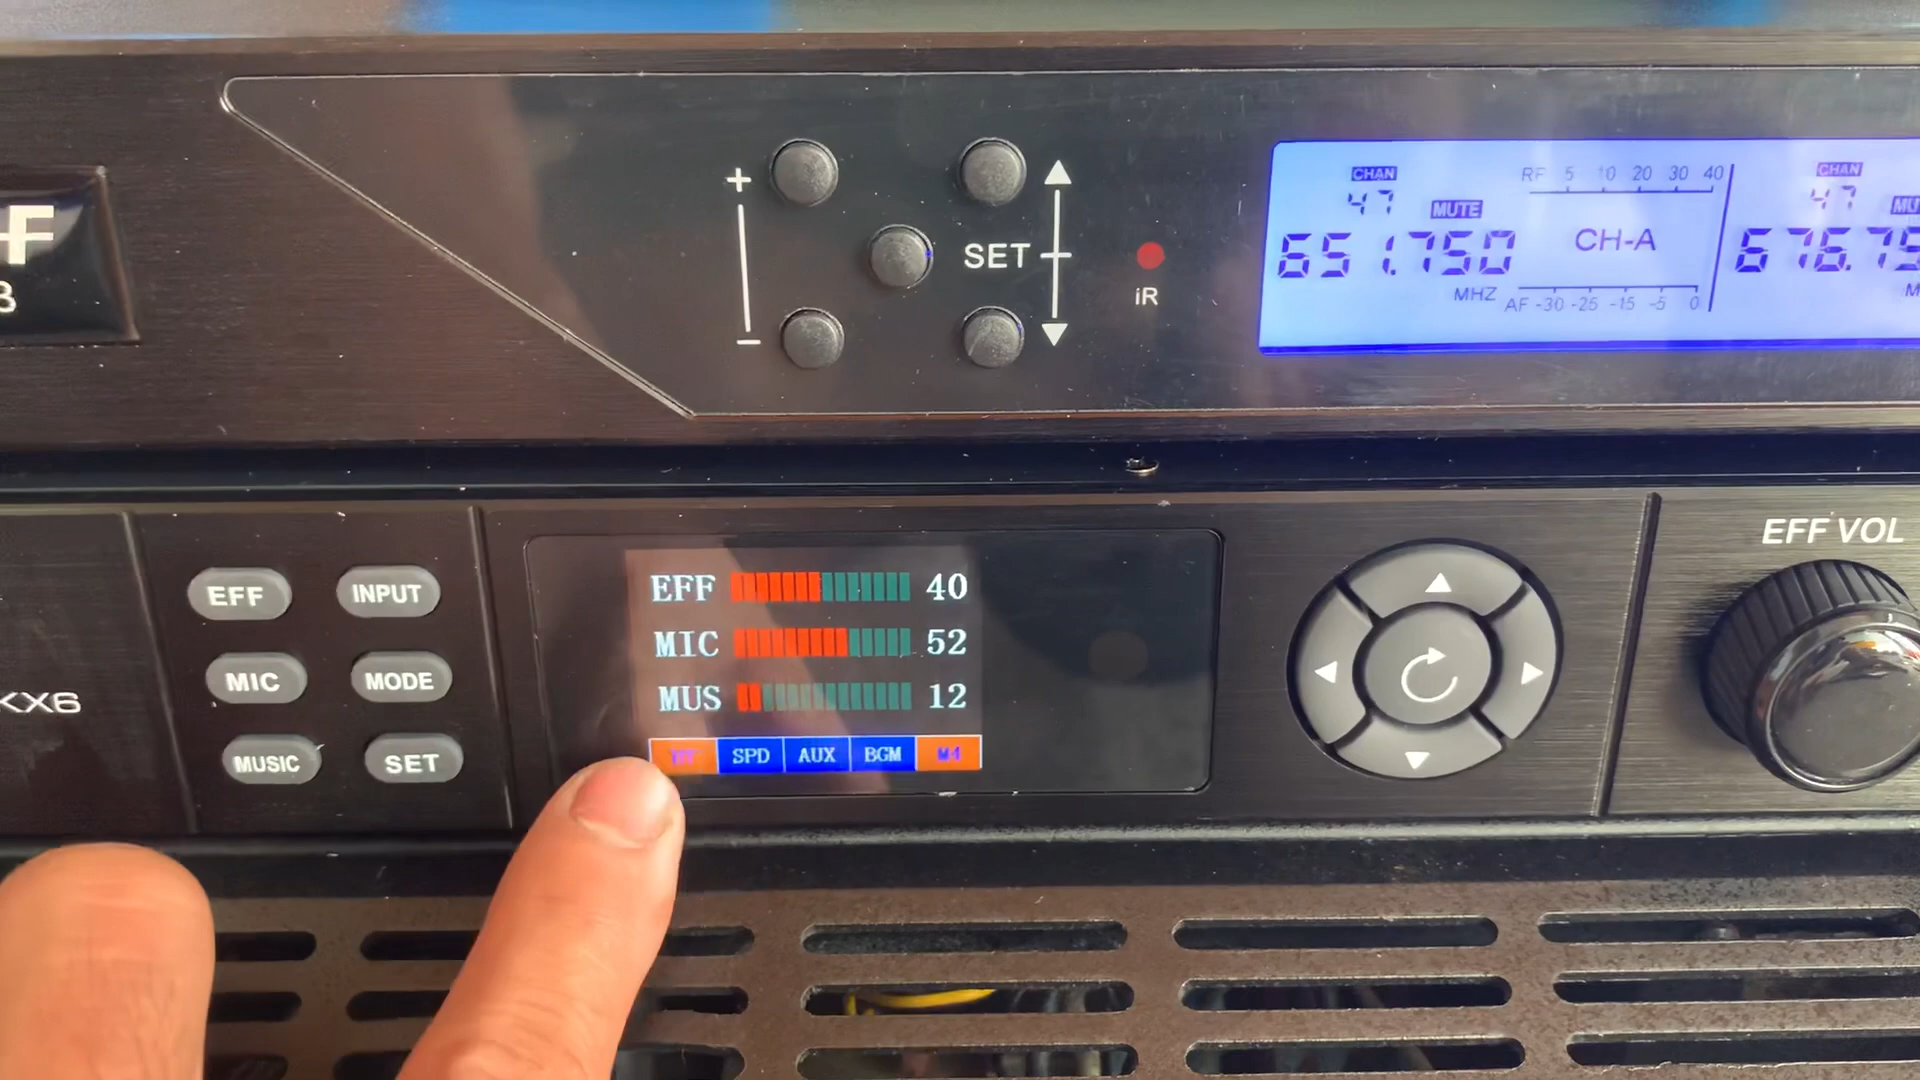 F
+
SET
iR
CHAN
47
MUTE
651.750
MHZ
RF 5 10 20 30 40
CH-A
AF -30 -25 -15 -5 0
CHAN
47
676.75
KX6
EFF
INPUT
MIC
MODE
MUSIC
SET
EFF 40
MIC 52
MUS 12
SPD AUX BGM M4
EFF VOL